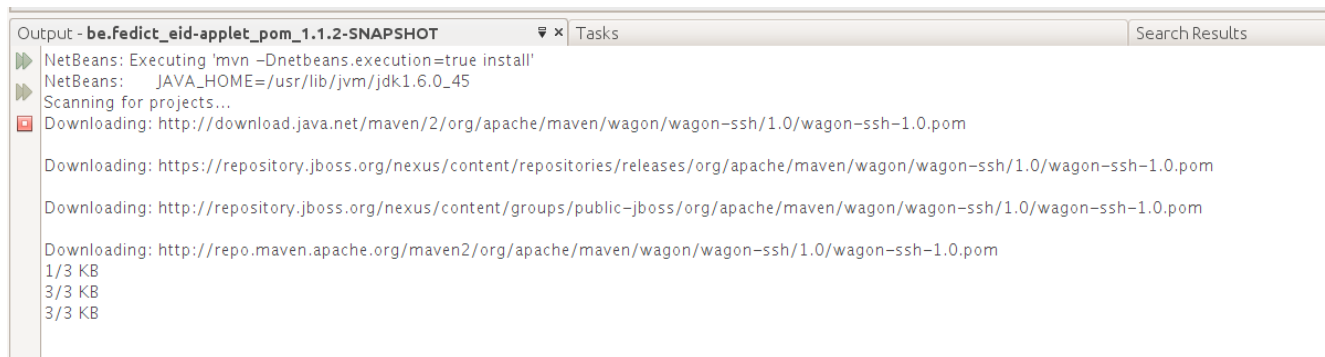 Output - be.fedict_eid-applet_pom_1.1.2-SNAPSHOT Tasks Search Results
NetBeans: Executing 'mvn -Dnetbeans.execution=true install'
NetBeans: JAVA_HOME=/usr/lib/jvm/jdk1.6.0_45
Scanning for projects...
Downloading: http://download.java.net/maven/2/org/apache/maven/wagon/wagon-ssh/1.0/wagon-ssh-1.0.pom
Downloading: https://repository.jboss.org/nexus/content/repositories/releases/org/apache/maven/wagon/wagon-ssh/1.0/wagon-ssh-1.0.pom
Downloading: http://repository.jboss.org/nexus/content/groups/public-jboss/org/apache/maven/wagon/wagon-ssh/1.0/wagon-ssh-1.0.pom
Downloading: http://repo.maven.apache.org/maven2/org/apache/maven/wagon/wagon-ssh/1.0/wagon-ssh-1.0.pom
1/3 KB
3/3 KB
3/3 KB